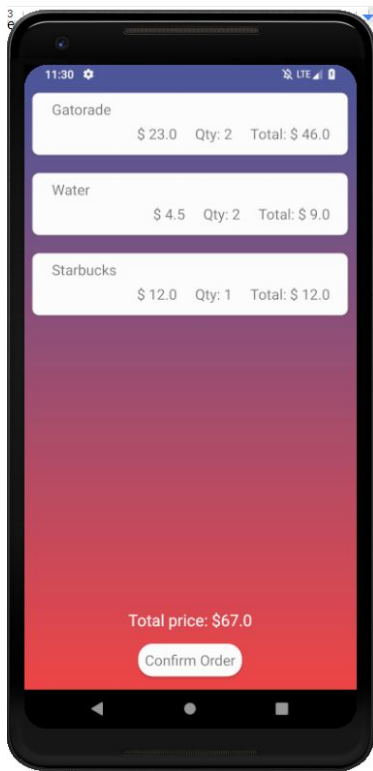 3
e
11:30 LTE
Gatorade
$ 23.0 Qty: 2 Total: $ 46.0
Water
$ 4.5 Qty: 2 Total: $ 9.0
Starbucks
$ 12.0 Qty: 1 Total: $ 12.0
Total price: $67.0
Confirm Order